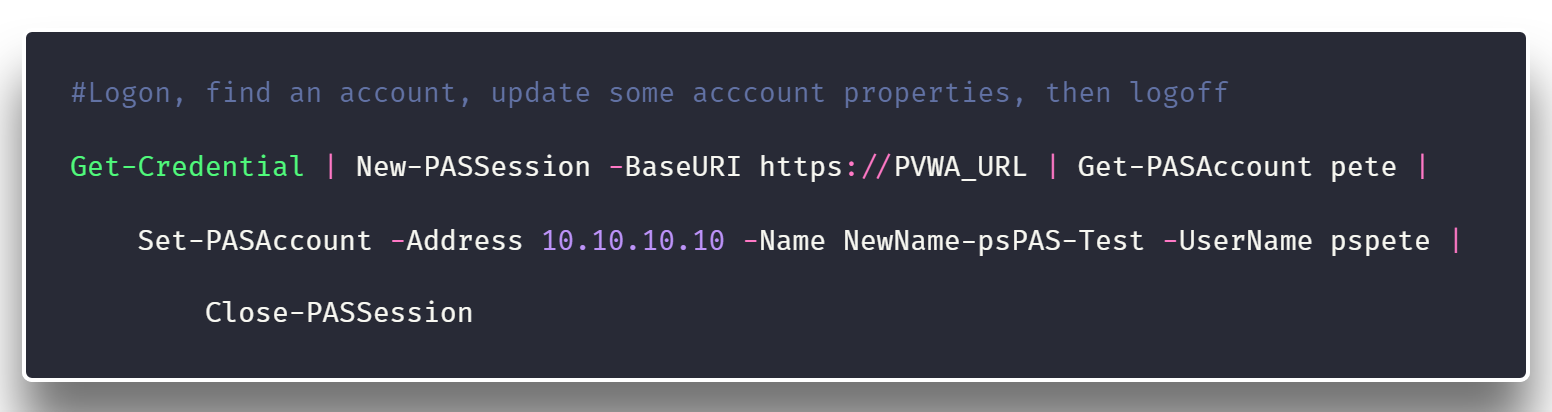 #Logon, find an account, update some acccount properties, then logoff
Get-Credential | New-PASSession -BaseURI https://PVWA_URL | Get-PASAccount pete |
Set-PASAccount -Address 10.10.10.10 -Name NewName-psPAS-Test -UserName pspete |
Close-PASSession